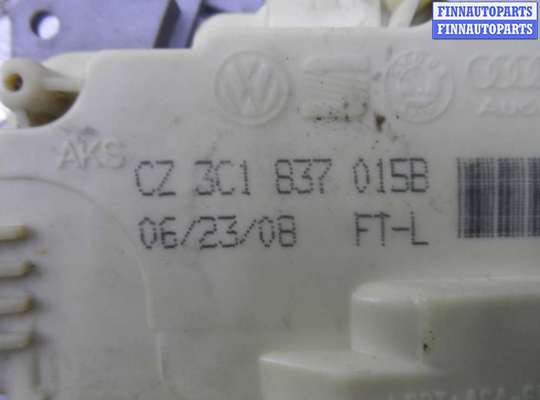 FINNAUTOPARTS
FINNAUTOPARTS
AKS
CZ 3C1 837 015B
06/23/08 FT-L